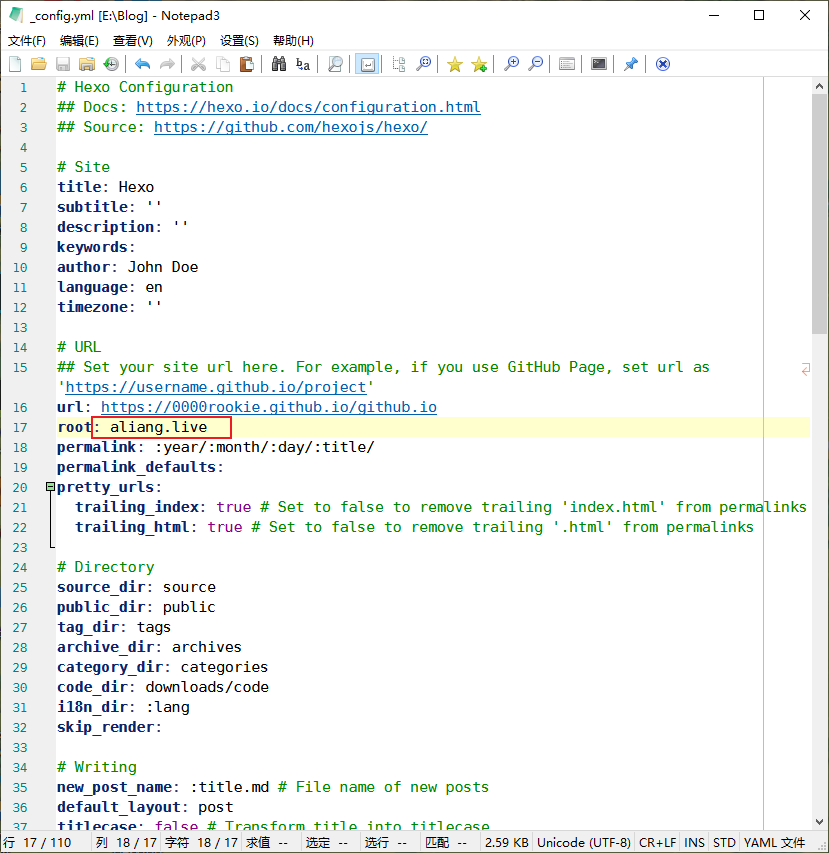 _config.yml [E:\Blog] - Notepad3
文件(F) 编辑(E) 查看(V) 外观(P) 设置(S) 帮助(H)
1 # Hexo Configuration
2 ## Docs: https://hexo.io/docs/configuration.html
3 ## Source: https://github.com/hexojs/hexo/
4
5 # Site
6 title: Hexo
7 subtitle: ''
8 description: ''
9 keywords:
10 author: John Doe
11 language: en
12 timezone: ''
13
14 # URL
15 ## Set your site url here. For example, if you use GitHub Page, set url as
'https://username.github.io/project'
16 url: https://0000rookie.github.io/github.io
17 root: aliang.live
18 permalink: :year/:month/:day/:title/
19 permalink_defaults:
20 pretty_urls:
21   trailing_index: true # Set to false to remove trailing 'index.html' from permalinks
22   trailing_html: true # Set to false to remove trailing '.html' from permalinks
23
24 # Directory
25 source_dir: source
26 public_dir: public
27 tag_dir: tags
28 archive_dir: archives
29 category_dir: categories
30 code_dir: downloads/code
31 i18n_dir: :lang
32 skip_render:
33
34 # Writing
35 new_post_name: :title.md # File name of new posts
36 default_layout: post
37 titlecase: false # Transform title into titlecase
行 17 / 110 列 18 / 17 字符 18 / 17 求值 -- 选定 -- 选行 -- 匹配 -- 2.59 KB Unicode (UTF-8) CR+LF INS STD YAML 文件